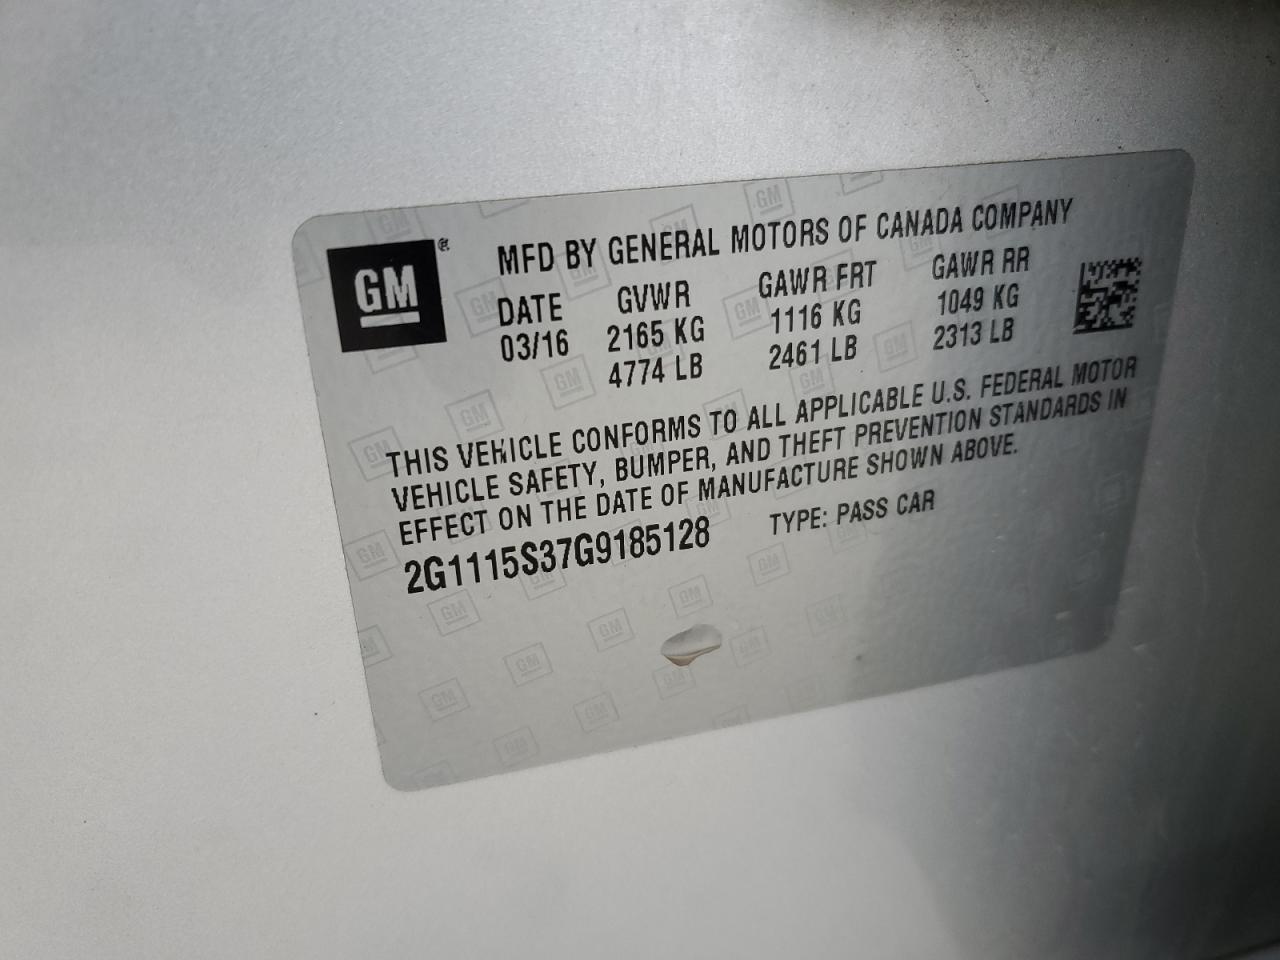 GM ® MFD BY GENERAL MOTORS OF CANADA COMPANY
DATE GVWR GAWR FRT GAWR RR
03/16 2165 KG 1116 KG 1049 KG
4774 LB 2461 LB 2313 LB
THIS VEHICLE CONFORMS TO ALL APPLICABLE U.S. FEDERAL MOTOR
VEHICLE SAFETY, BUMPER, AND THEFT PREVENTION STANDARDS IN
EFFECT ON THE DATE OF MANUFACTURE SHOWN ABOVE.
2G1115S37G9185128 TYPE: PASS CAR